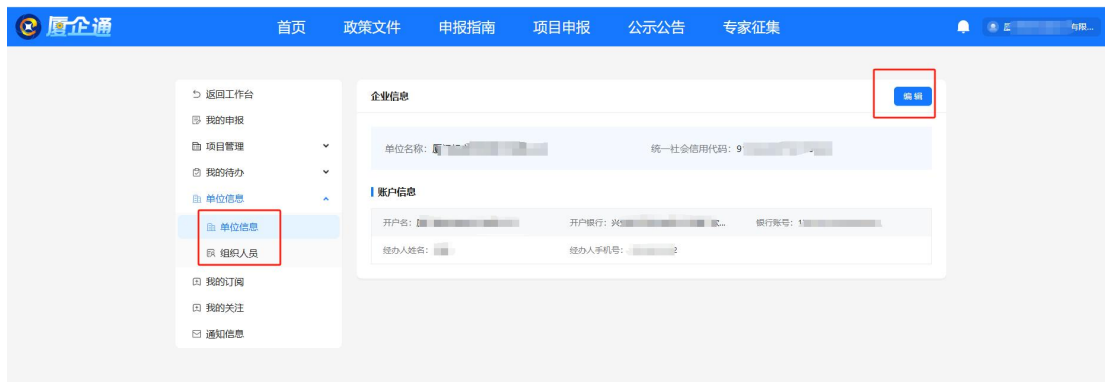 厦企通 首页 政策文件 申报指南 项目申报 公示公告 专家征集 有限...
返回工作台
我的申报
项目管理
我的待办
单位信息
单位信息
组织人员
我的订阅
我的关注
通知信息
企业信息 编辑
单位名称: 统一社会信用代码: 9
账户信息
开户名: 开户银行: 兴 银行账号: 1
经办人姓名: 经办人手机号: 2